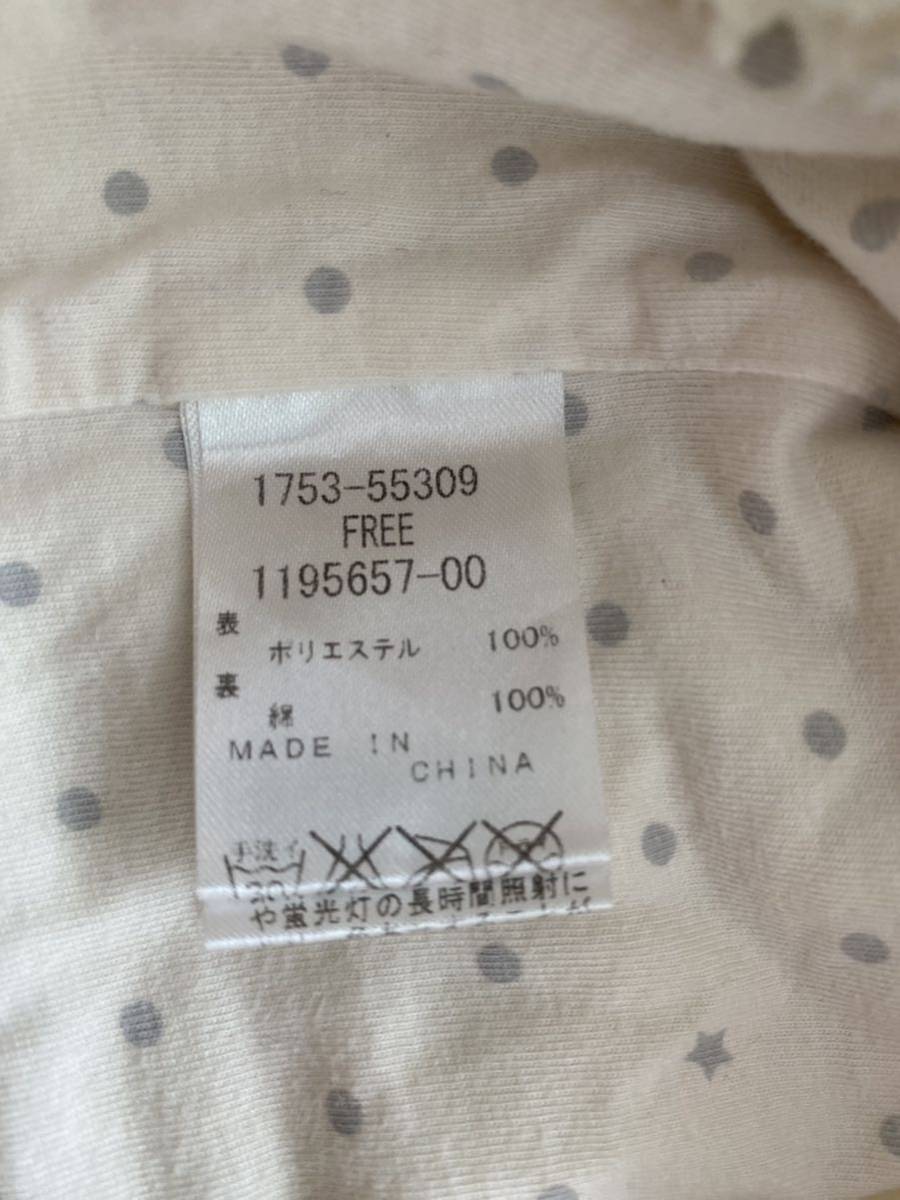 1753-55309
FREE
1195657-00
表
ポリエステル 100%
裏
綿 100%
MADE IN
CHINA
手洗イ
30
や蛍光灯の長時間照射に